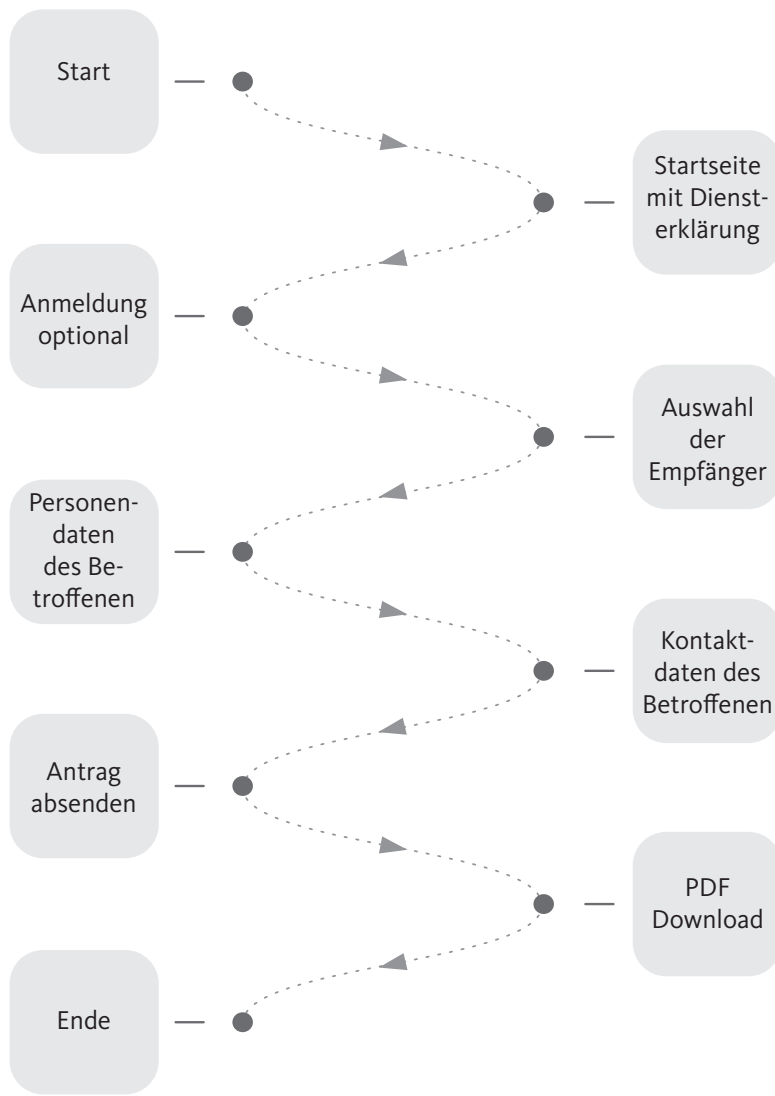 Start
Startseite
mit Dienst-
erklärung
Anmeldung
optional
Auswahl
der
Empfänger
Personen-
daten
des Be-
troffenen
Kontakt-
daten des
Betroffenen
Antrag
absenden
PDF
Download
Ende